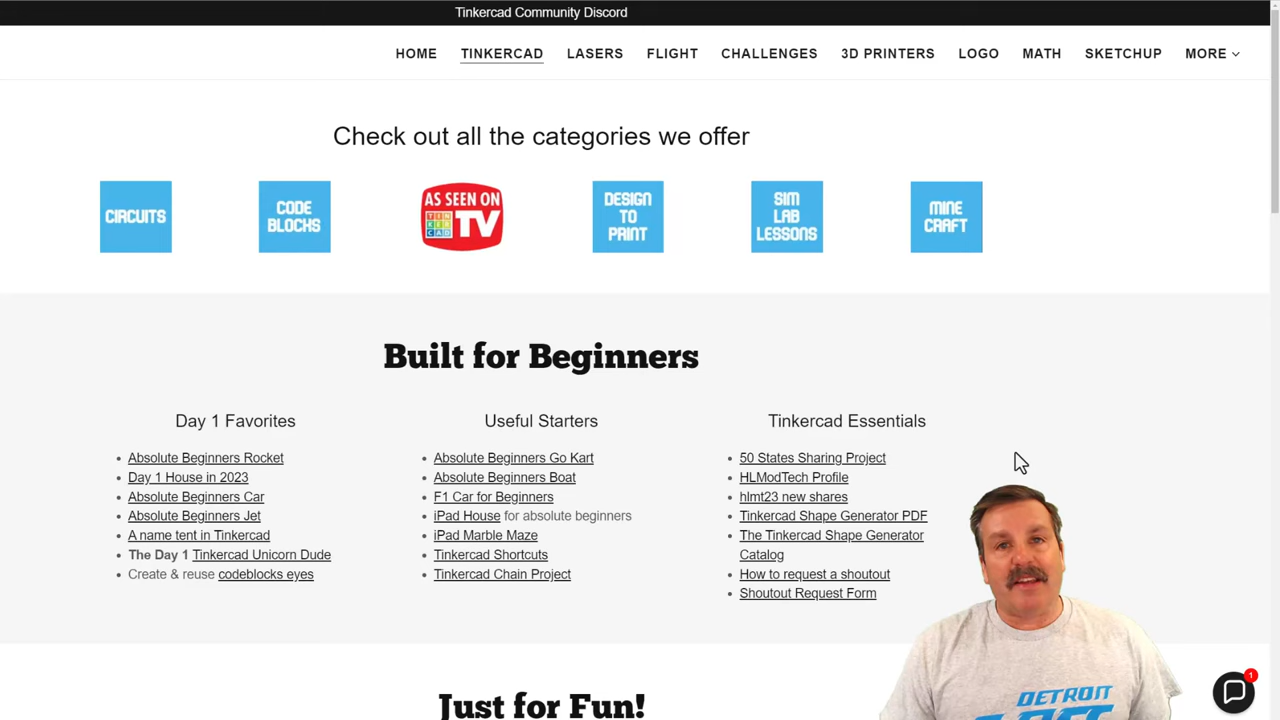 Tinkercad Community Discord
HOME TINKERCAD LASERS FLIGHT CHALLENGES 3D PRINTERS LOGO MATH SKETCHUP MORE
Check out all the categories we offer
CIRCUITS
CODE
BLOCKS
AS SEEN ON
TIN
KER
CAD
TV
DESIGN
TO
PRINT
SIM
LAB
LESSONS
MINE
CRAFT
Built for Beginners
Day 1 Favorites
Absolute Beginners Rocket
Day 1 House in 2023
Absolute Beginners Car
Absolute Beginners Jet
A name tent in Tinkercad
The Day 1 Tinkercad Unicorn Dude
Create & reuse codeblocks eyes
Useful Starters
Absolute Beginners Go Kart
Absolute Beginners Boat
F1 Car for Beginners
iPad House for absolute beginners
iPad Marble Maze
Tinkercad Shortcuts
Tinkercad Chain Project
Tinkercad Essentials
50 States Sharing Project
HLModTech Profile
hlmt23 new shares
Tinkercad Shape Generator PDF
The Tinkercad Shape Generator
Catalog
How to request a shoutout
Shoutout Request Form
Just for Fun!
DETROIT
1